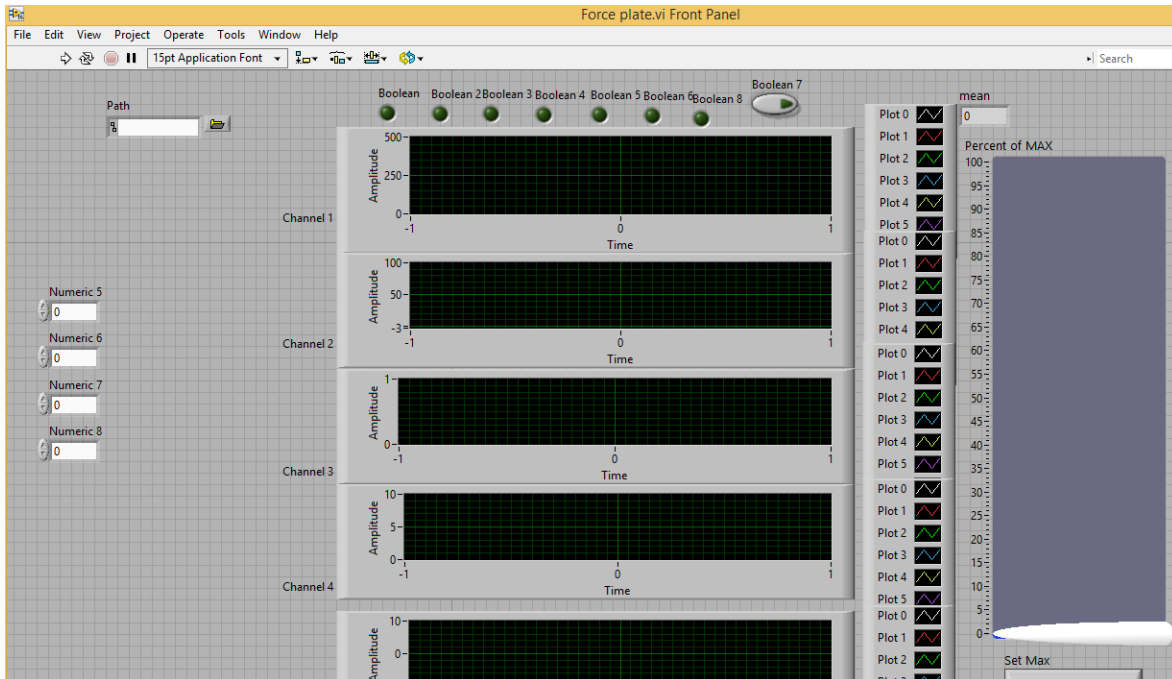 Force plate.vi Front Panel
File Edit View Project Operate Tools Window Help
15pt Application Font
Search
Path
Boolean Boolean 2 Boolean 3 Boolean 4 Boolean 5 Boolean 6 Boolean 8 Boolean 7
Numeric 5
0
Numeric 6
0
Numeric 7
0
Numeric 8
0
Channel 1
Amplitude
500
250
0
-1 0 1
Time
Channel 2
Amplitude
100
50
-3
-1 0 1
Time
Channel 3
Amplitude
1
0
-1 0 1
Time
Channel 4
Amplitude
10
5
0
-1 0 1
Time
Amplitude
10
0
Plot 0
Plot 1
Plot 2
Plot 3
Plot 4
Plot 5
Plot 0
Plot 1
Plot 2
Plot 3
Plot 4
Plot 0
Plot 1
Plot 2
Plot 3
Plot 4
Plot 5
Plot 0
Plot 1
Plot 2
Plot 3
Plot 4
Plot 5
Plot 0
Plot 1
Plot 2
mean
0
Percent of MAX
100
95
90
85
80
75
70
65
60
55
50
45
40
35
30
25
20
15
10
5
0
Set Max